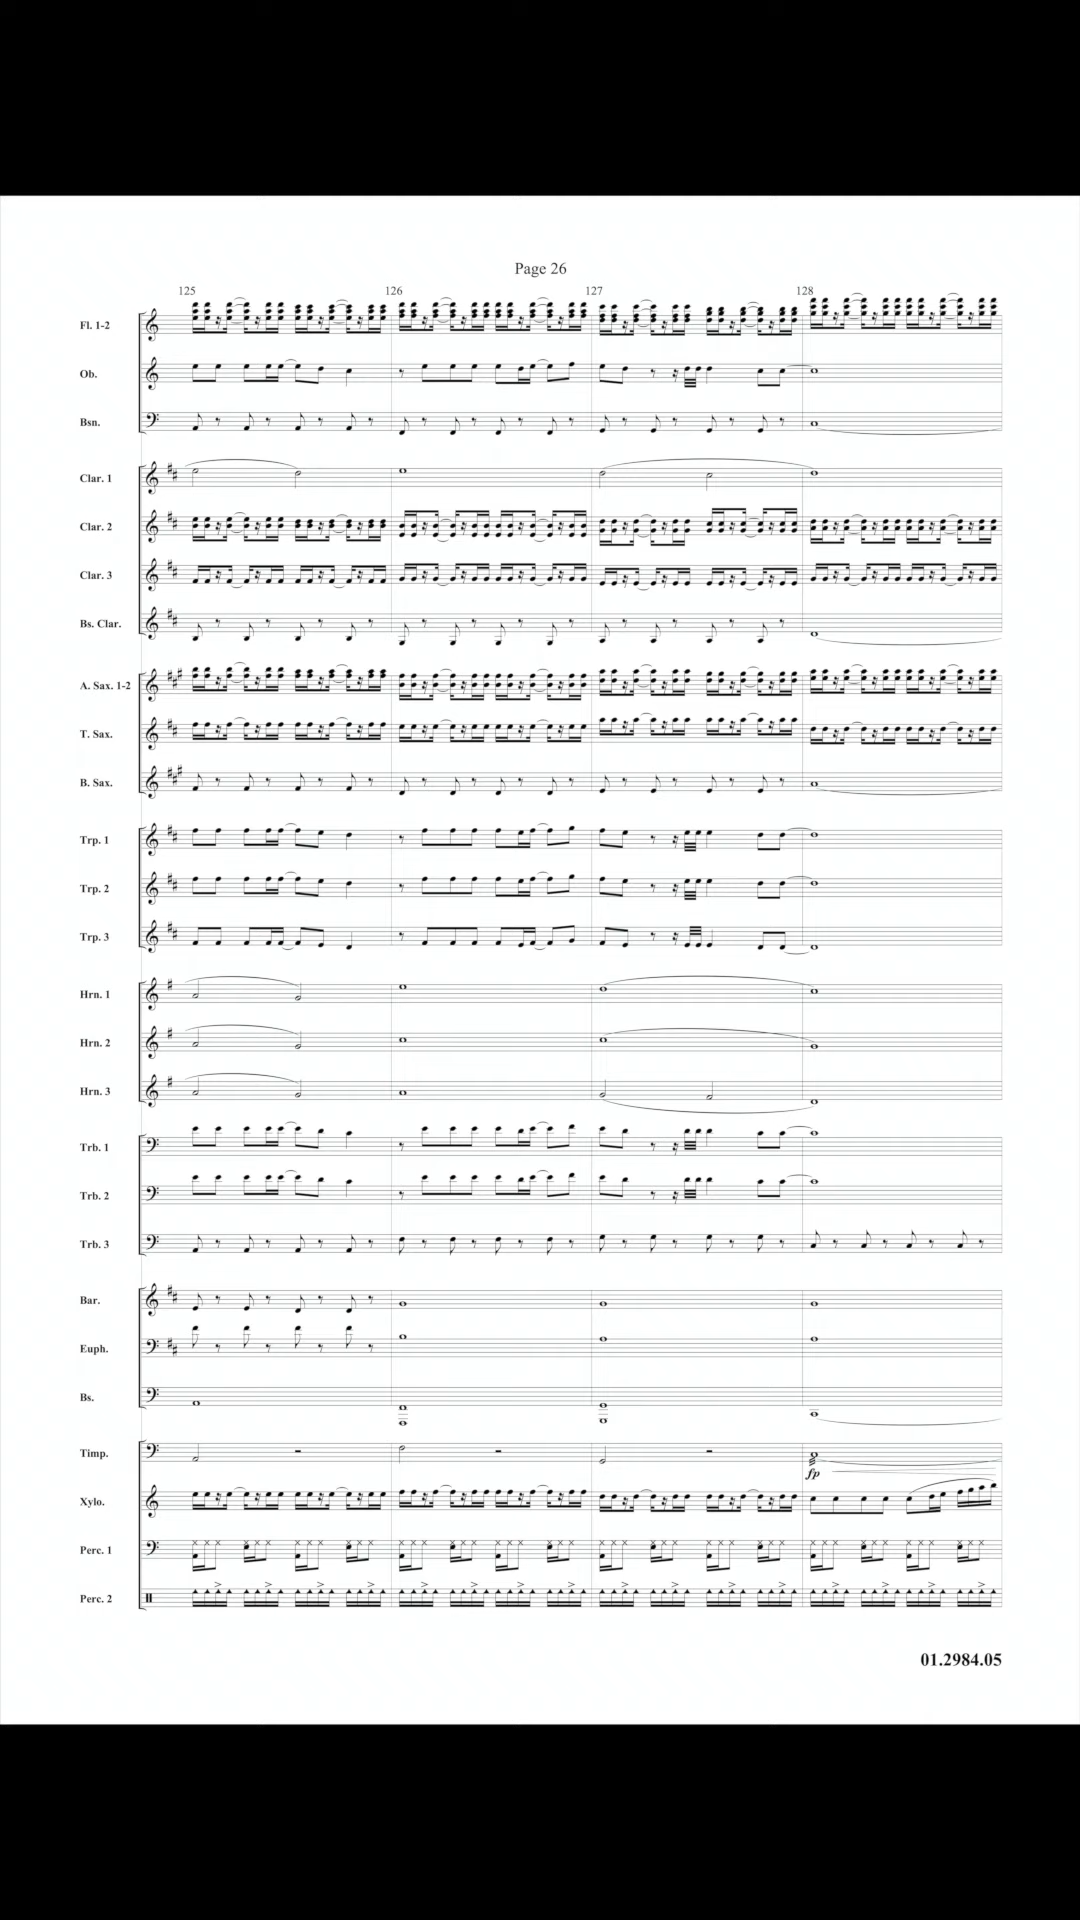 Page 26
125 126 127 128
Fl. 1-2
Ob.
Bsn.
Clar. 1
Clar. 2
Clar. 3
Bs. Clar.
A. Sax. 1-2
T. Sax.
B. Sax.
Trp. 1
Trp. 2
Trp. 3
Hrn. 1
Hrn. 2
Hrn. 3
Trb. 1
Trb. 2
Trb. 3
Bar.
Euph.
Bs.
Timp.
fp
Xylo.
Perc. 1
Perc. 2
01.2984.05